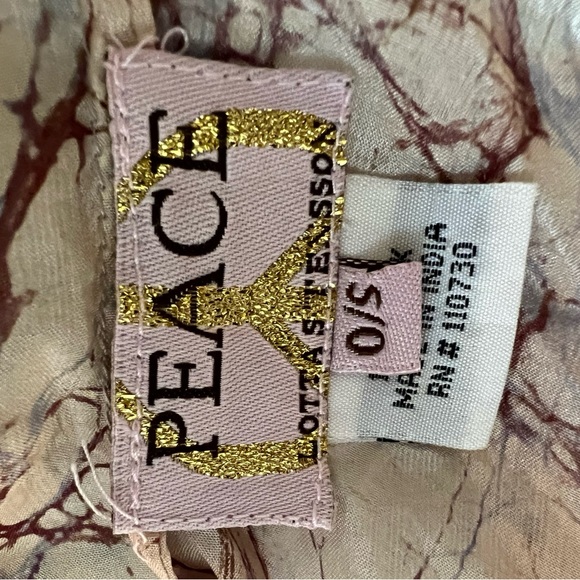 PEACE
LOTTA STENSSON
O/S
MADE IN INDIA
RN # 110730